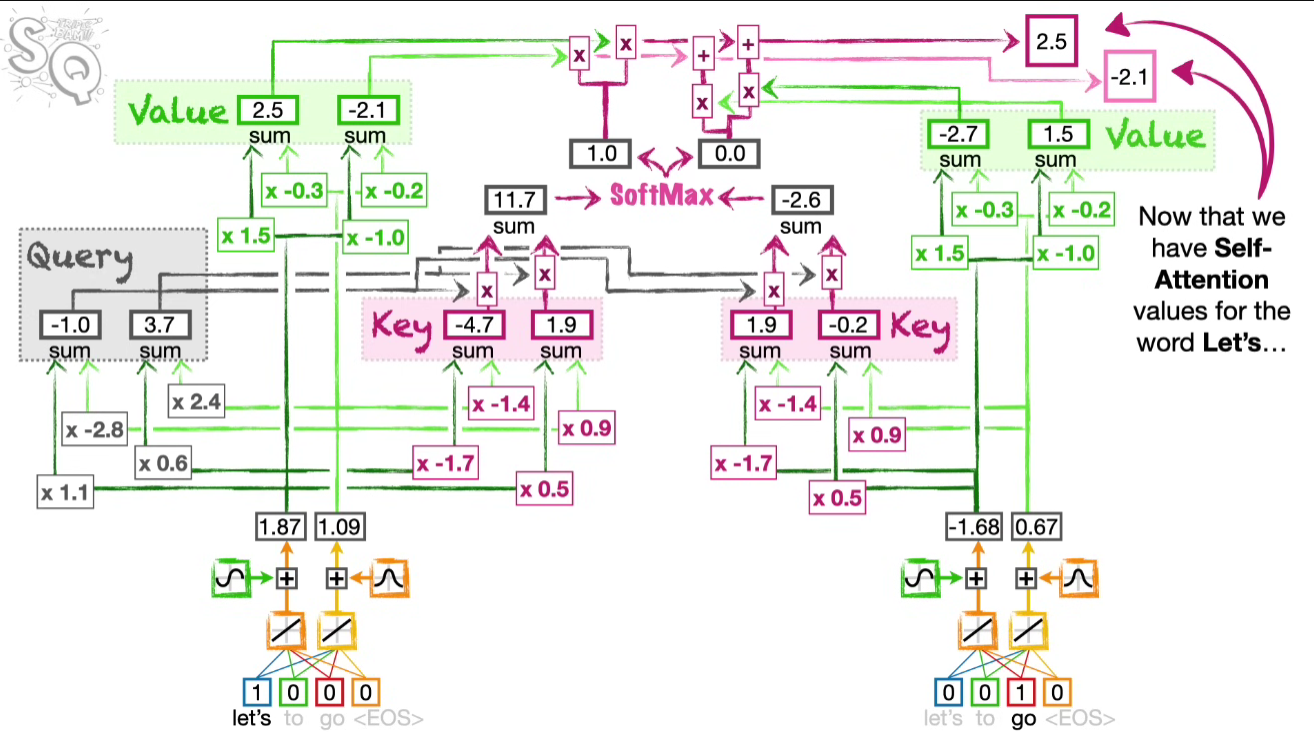 SQ
TRIPLE BAM!!!
2.5
-2.1
x
x
+
+
x
x
Value
2.5
-2.1
sum
sum
1.0
0.0
-2.7
1.5
Value
sum
sum
x -0.3
x -0.2
SoftMax
11.7
-2.6
sum
sum
x -0.3
x -0.2
x 1.5
x -1.0
x 1.5
x -1.0
Now that we
have Self-
Attention
values for the
word Let's...
Query
x
x
x
x
-1.0
3.7
sum
sum
Key
-4.7
1.9
sum
sum
1.9
-0.2
Key
sum
sum
x 2.4
x -2.8
x 0.6
x 1.1
x -1.4
x 0.9
x -1.7
x 0.5
x -1.4
x 0.9
x -1.7
x 0.5
1.87
1.09
-1.68
0.67
+
+
+
+
1
0
0
0
let's to go <EOS>
0
0
1
0
let's to go <EOS>